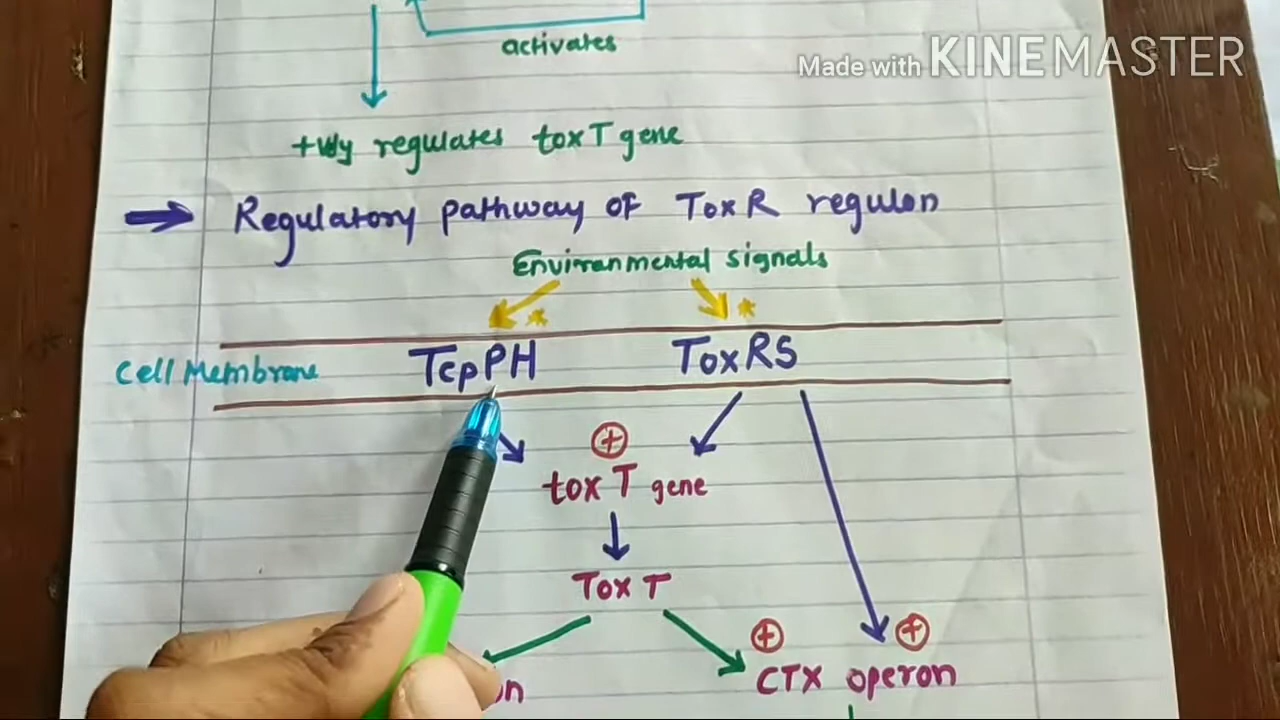 activates
Made with KINEMASTER
+vly regulates toxT gene
Regulatory pathway of ToxR regulon
Environmental signals
* *
Cell Membrane TcpPH ToxRS
+
toxT gene
ToxT
+ +
on CTX operon